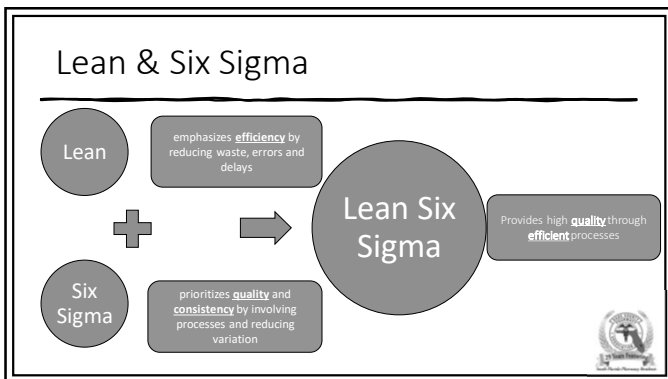 Lean & Six Sigma
Lean
emphasizes efficiency by
reducing waste, errors and
delays
Six
Sigma
prioritizes quality and
consistency by involving
processes and reducing
variation
Lean Six
Sigma
Provides high quality through
efficient processes